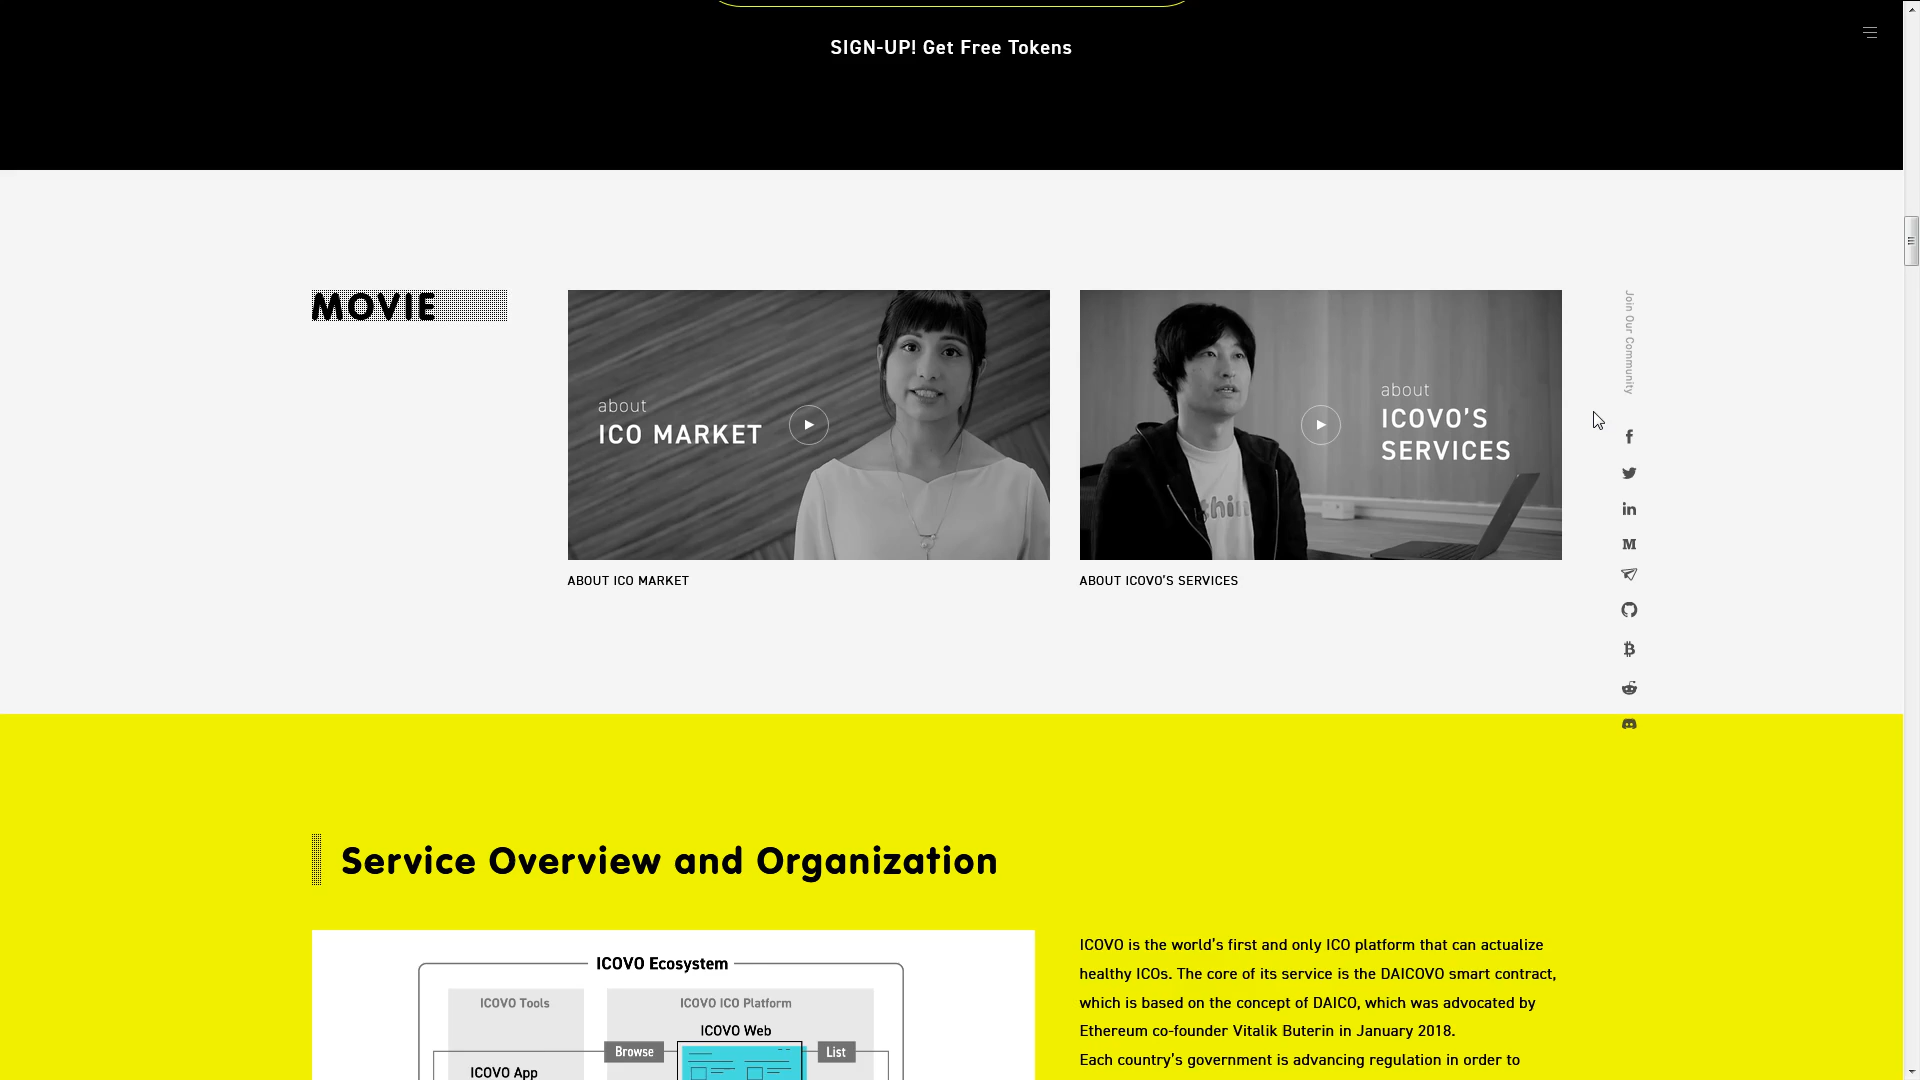 SIGN-UP! Get Free Tokens
MOVIE
about
ICO MARKET
ABOUT ICO MARKET
about
ICOVO'S
SERVICES
thin
ABOUT ICOVO'S SERVICES
Join Our Community
Service Overview and Organization
ICOVO Ecosystem
ICOVO Tools
ICOVO ICO Platform
ICOVO Web
Browse
List
ICOVO App
ICOVO is the world's first and only ICO platform that can actualize
healthy ICOs. The core of its service is the DAICOVO smart contract,
which is based on the concept of DAICO, which was advocated by
Ethereum co-founder Vitalik Buterin in January 2018.
Each country's government is advancing regulation in order to